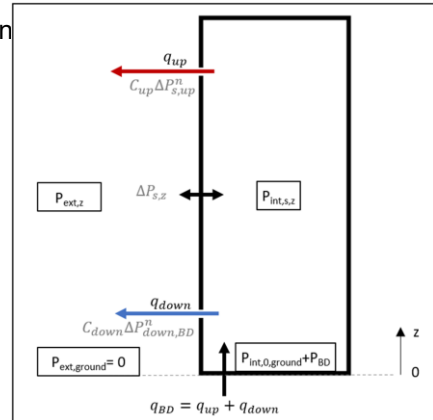 n
q_up
C_up ΔP^n_s,up
P_ext,z
ΔP_s,z
P_int,s,z
q_down
C_down ΔP^n_down,BD
z
P_ext,ground= 0
P_int,0,ground+P_BD
0
q_BD = q_up + q_down